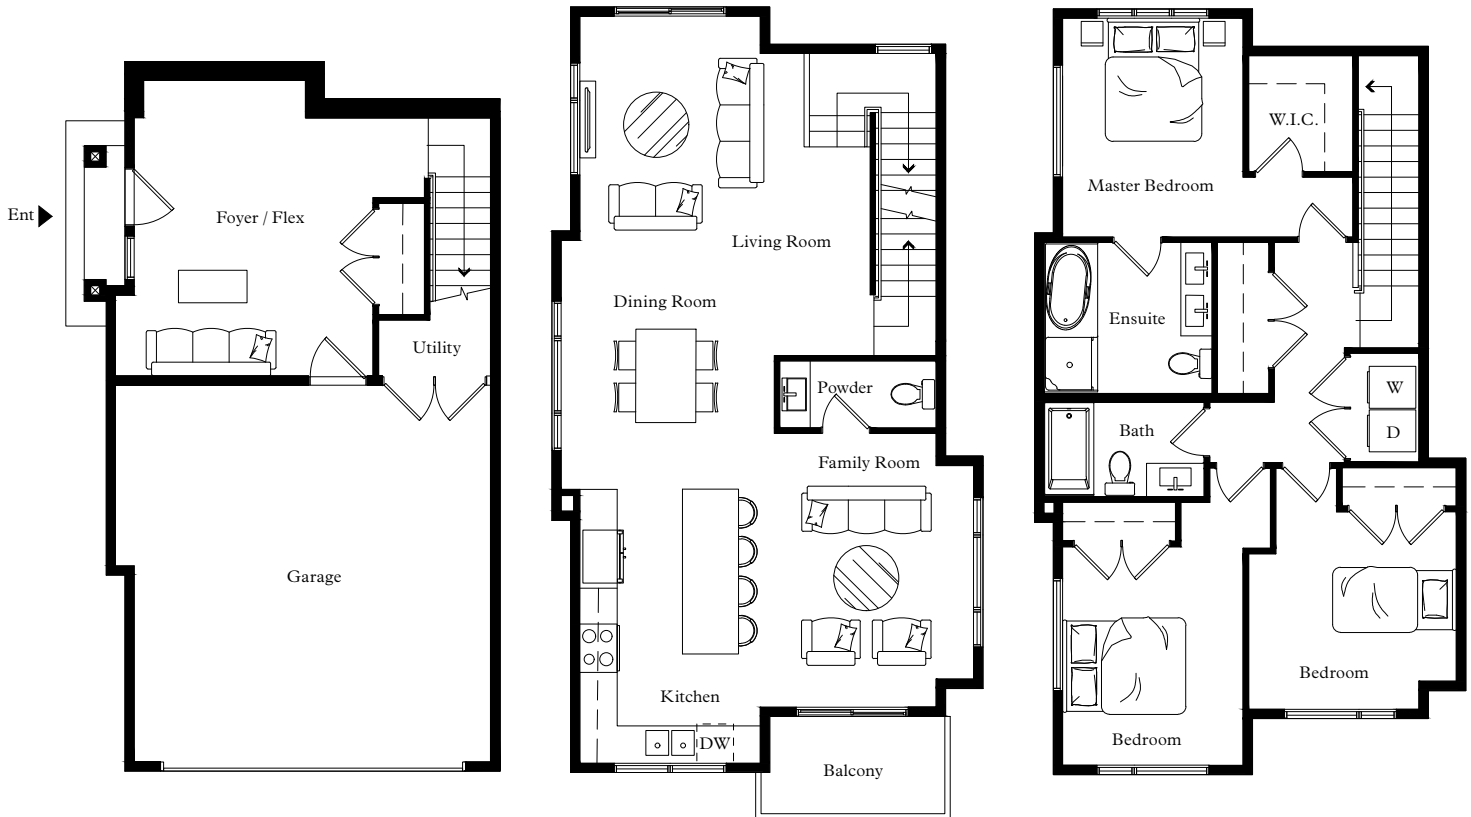 Ent
Foyer / Flex
Utility
Garage
Living Room
Dining Room
Powder
Family Room
Kitchen
DW
Balcony
W.I.C.
Master Bedroom
Ensuite
W
D
Bath
Bedroom
Bedroom